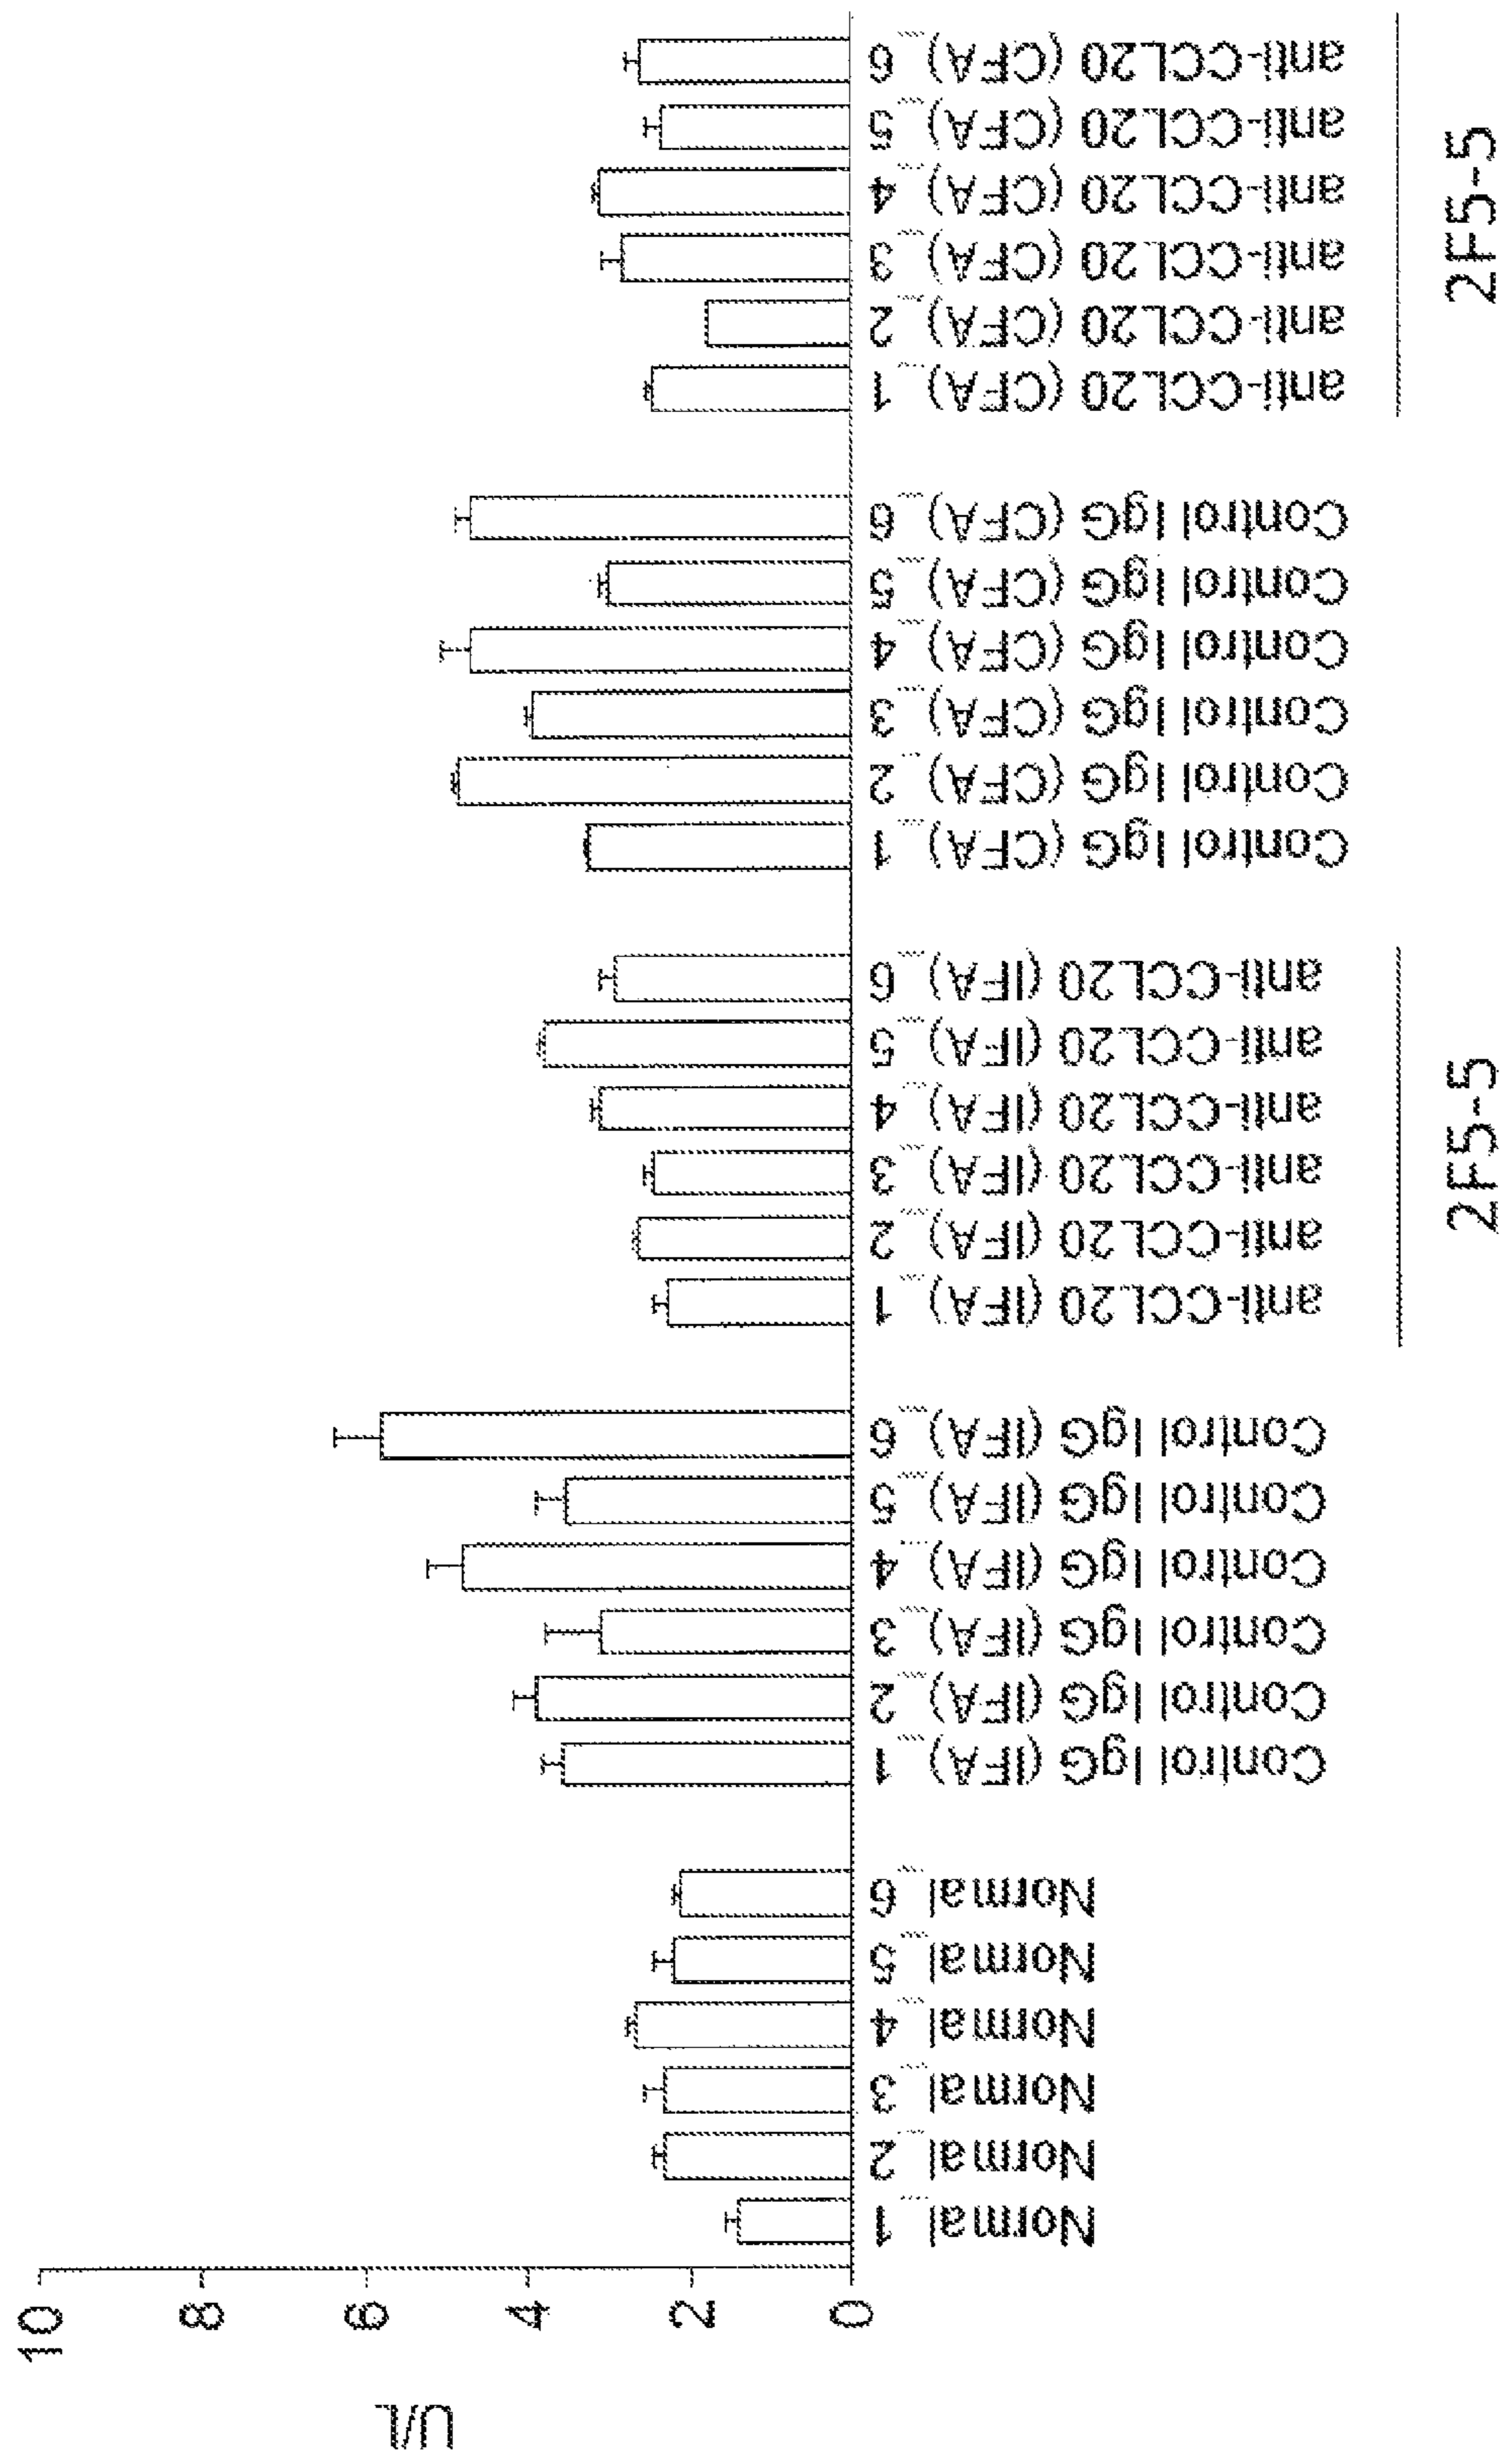 U/L
10
8
6
4
2
0
Normal_1
Normal_2
Normal_3
Normal_4
Normal_5
Normal_6
Control IgG (IFA)_1
Control IgG (IFA)_2
Control IgG (IFA)_3
Control IgG (IFA)_4
Control IgG (IFA)_5
Control IgG (IFA)_6
anti-CCL20 (IFA)_1
anti-CCL20 (IFA)_2
anti-CCL20 (IFA)_3
anti-CCL20 (IFA)_4
anti-CCL20 (IFA)_5
anti-CCL20 (IFA)_6
Control IgG (CFA)_1
Control IgG (CFA)_2
Control IgG (CFA)_3
Control IgG (CFA)_4
Control IgG (CFA)_5
Control IgG (CFA)_6
anti-CCL20 (CFA)_1
anti-CCL20 (CFA)_2
anti-CCL20 (CFA)_3
anti-CCL20 (CFA)_4
anti-CCL20 (CFA)_5
anti-CCL20 (CFA)_6
2F5-5
2F5-5